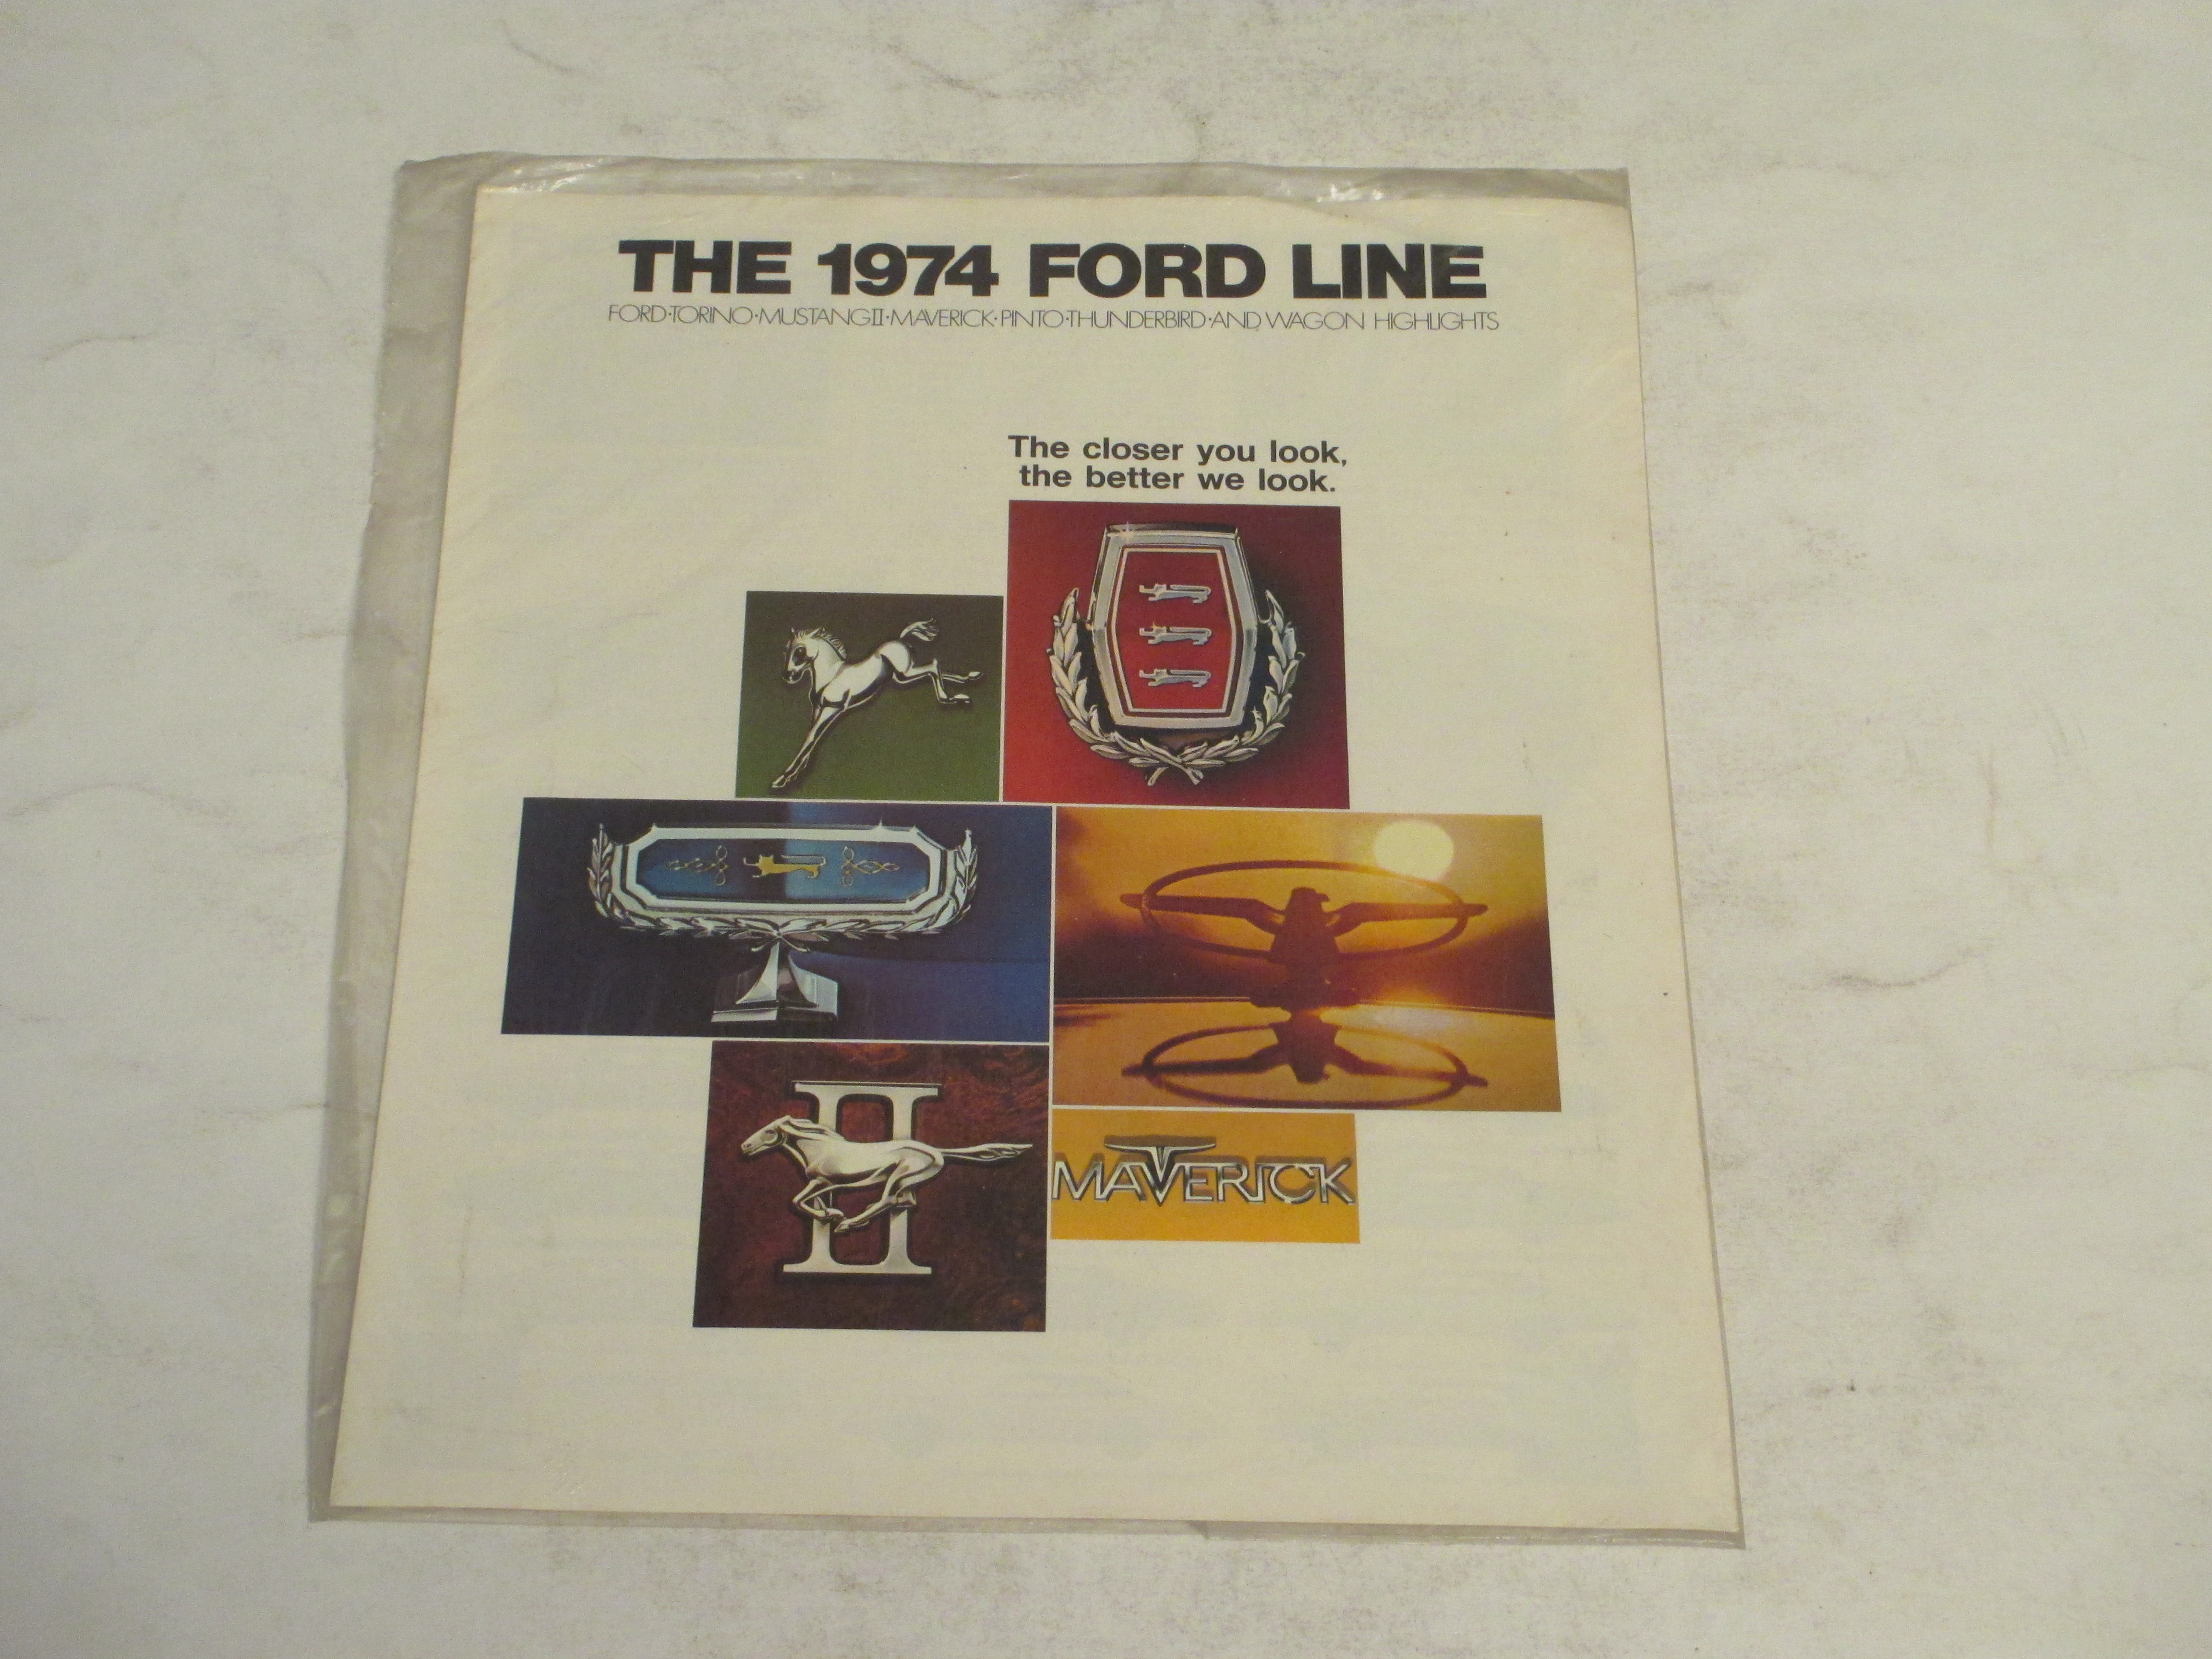 THE 1974 FORD LINE
FORD·TORINO·MUSTANG II·MAVERICK·PINTO·THUNDERBIRD·AND WAGON HIGHLIGHTS
The closer you look,
the better we look.
II
MAVERICK